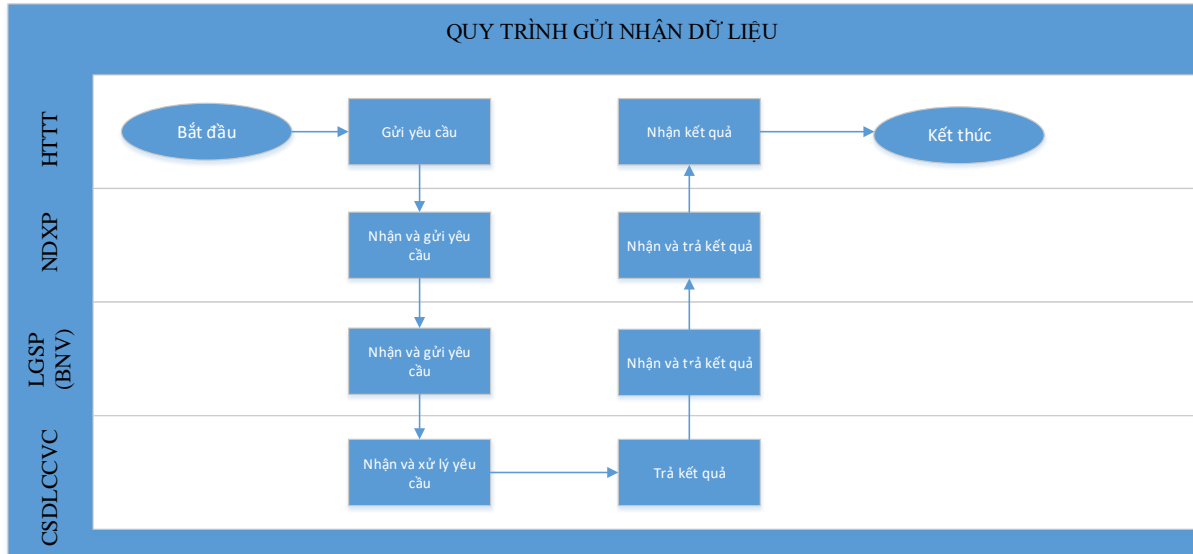 QUY TRÌNH GỬI NHẬN DỮ LIỆU
HTTT
Bắt đầu
Gửi yêu cầu
Nhận kết quả
Kết thúc
NDXP
Nhận và gửi yêu
cầu
Nhận và trả kết quả
LGSP
(BNV)
Nhận và gửi yêu
cầu
Nhận và trả kết quả
CSDLCCVC
Nhận và xử lý yêu
cầu
Trả kết quả